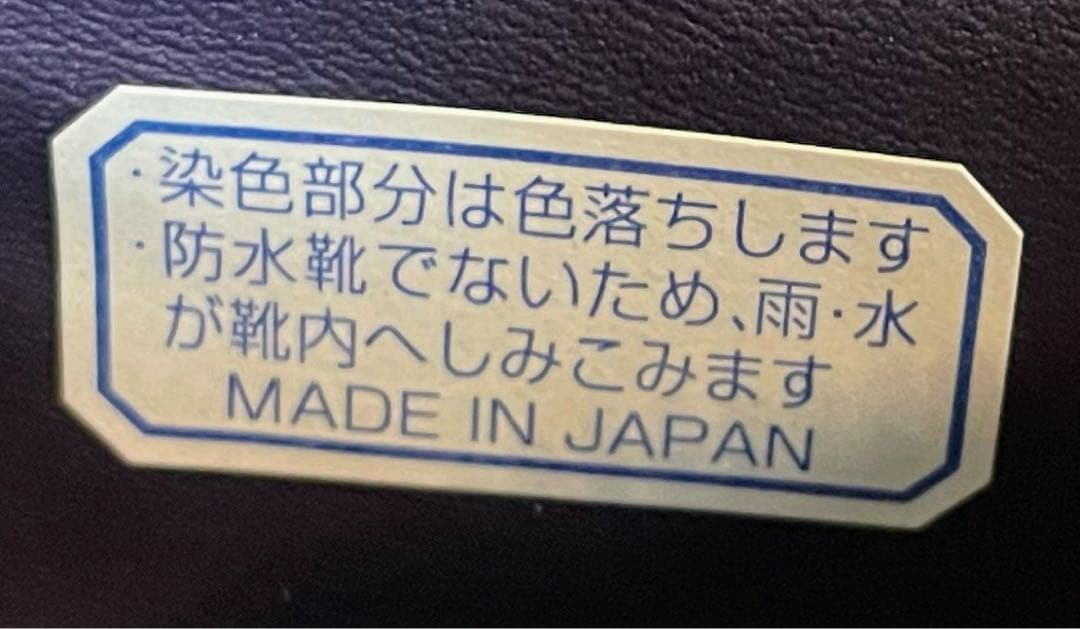 ・染色部分は色落ちします
・防水靴でないため、雨・水
が靴内へしみこみます
MADE IN JAPAN